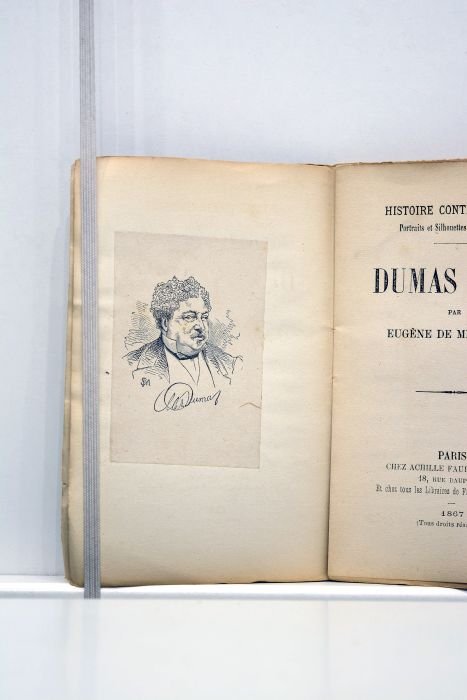 Alex Dumas
HISTOIRE CONT
Portraits et Silhouettes
DUMAS
PAR
EUGÈNE DE MI
PARIS
CHEZ ACHILLE FAU
18, RUE DAUP
Et chez tous les Libraires de F
1867
(Tous droits rés